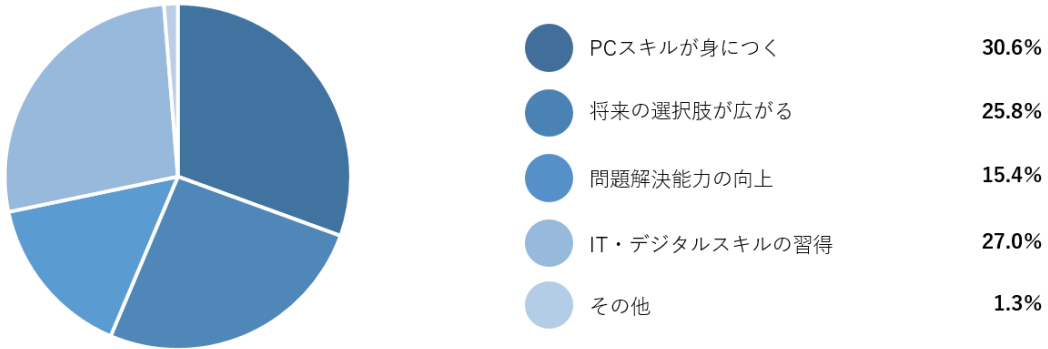 PCスキルが身につく 30.6%
将来の選択肢が広がる 25.8%
問題解決能力の向上 15.4%
IT・デジタルスキルの習得 27.0%
その他 1.3%